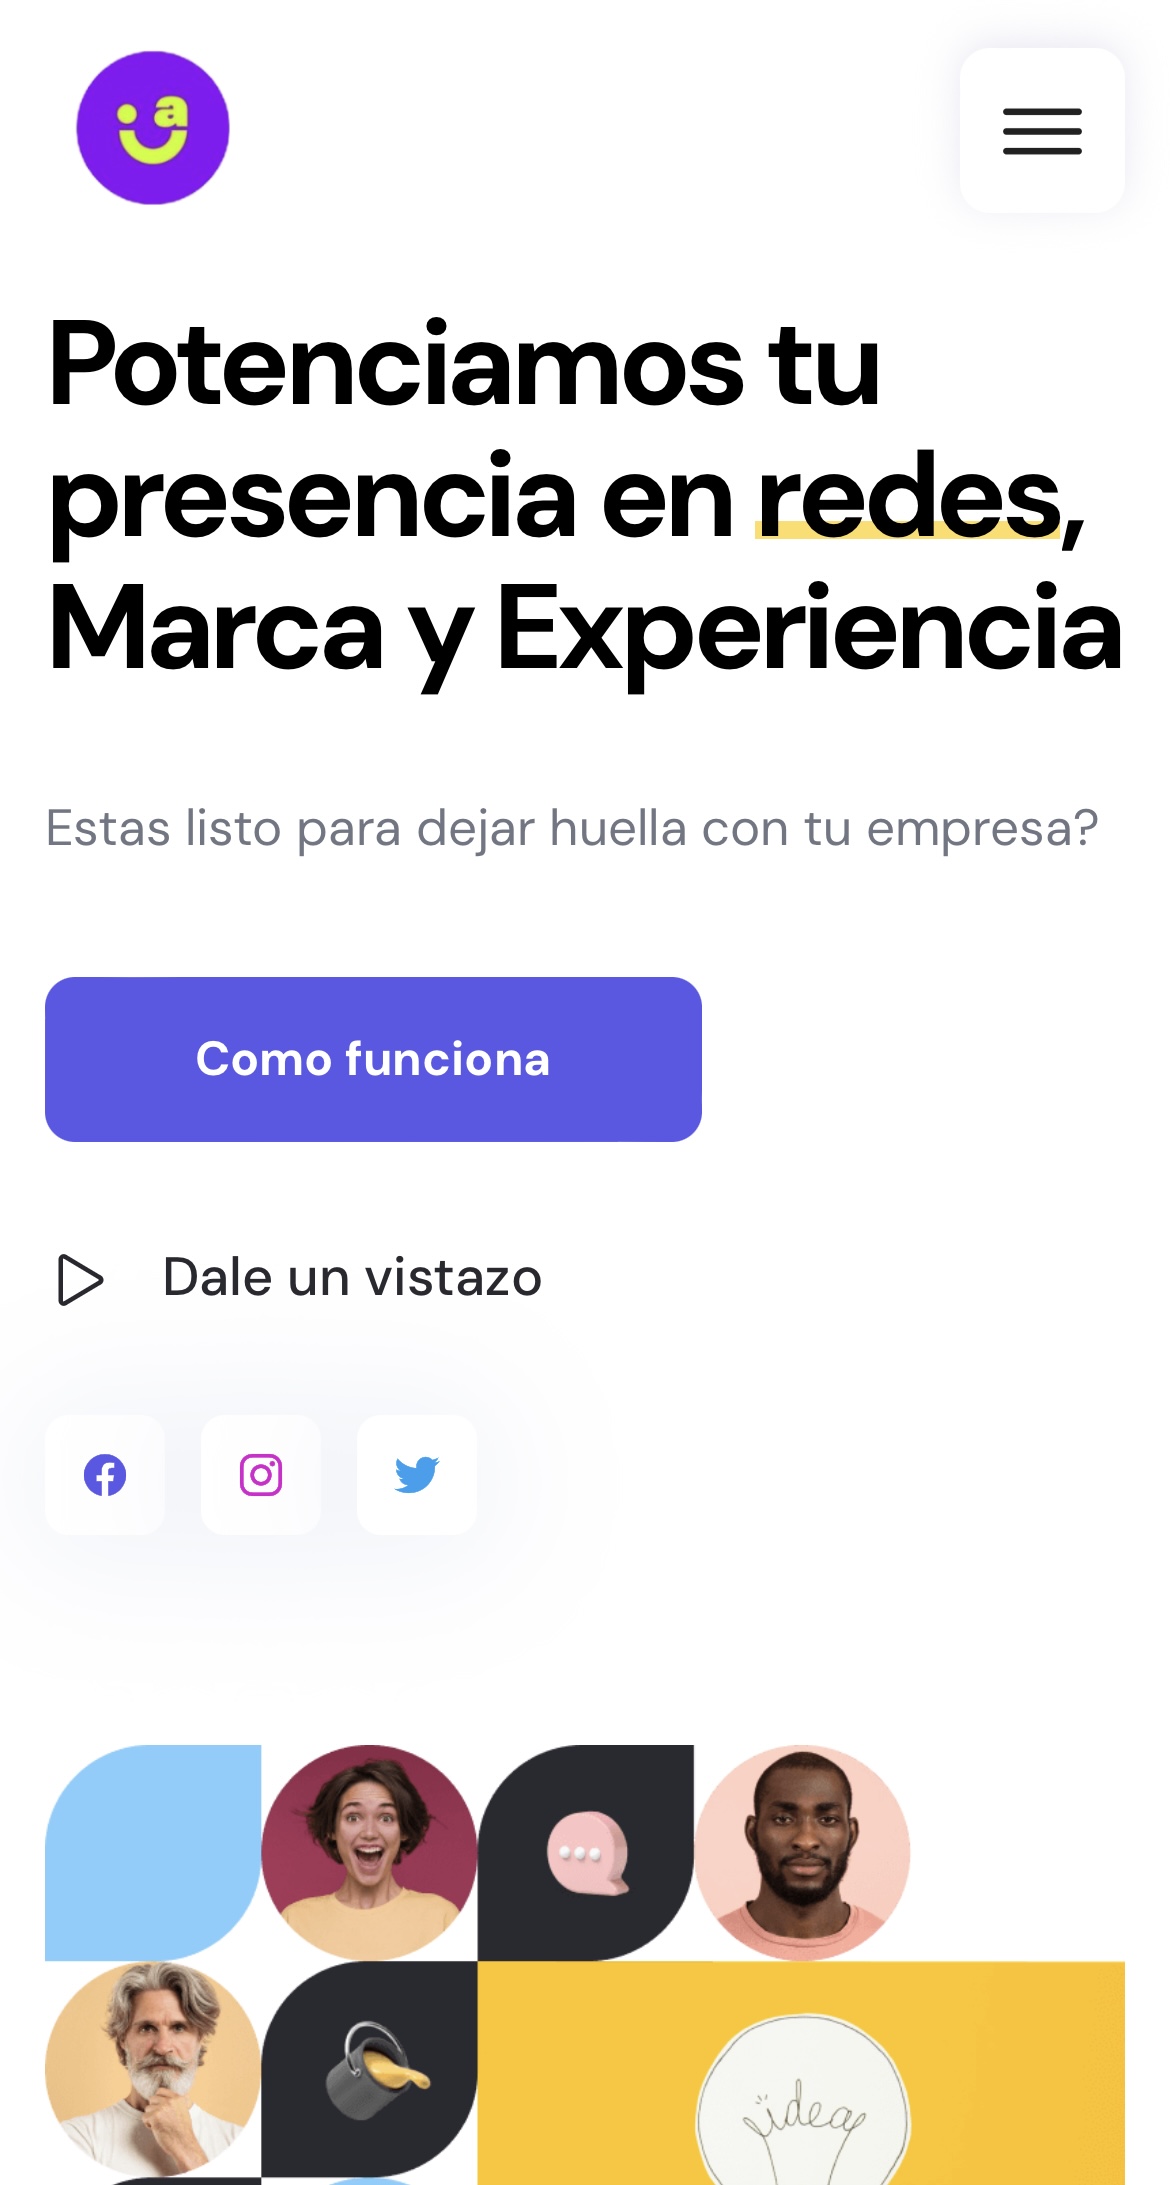 a
Potenciamos tu
presencia en redes,
Marca y Experiencia
Estas listo para dejar huella con tu empresa?
Como funciona
Dale un vistazo
idea